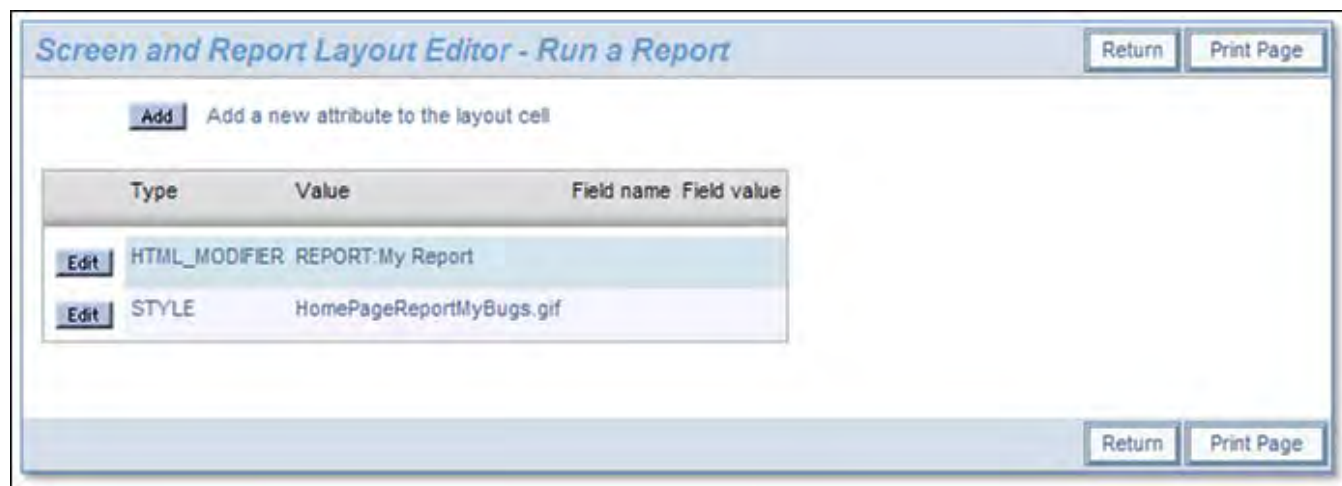 Screen and Report Layout Editor - Run a Report Return Print Page
Add Add a new attribute to the layout cell
Type Value Field name Field value
Edit HTML_MODIFIER REPORT:My Report
Edit STYLE HomePageReportMyBugs.gif
Return Print Page